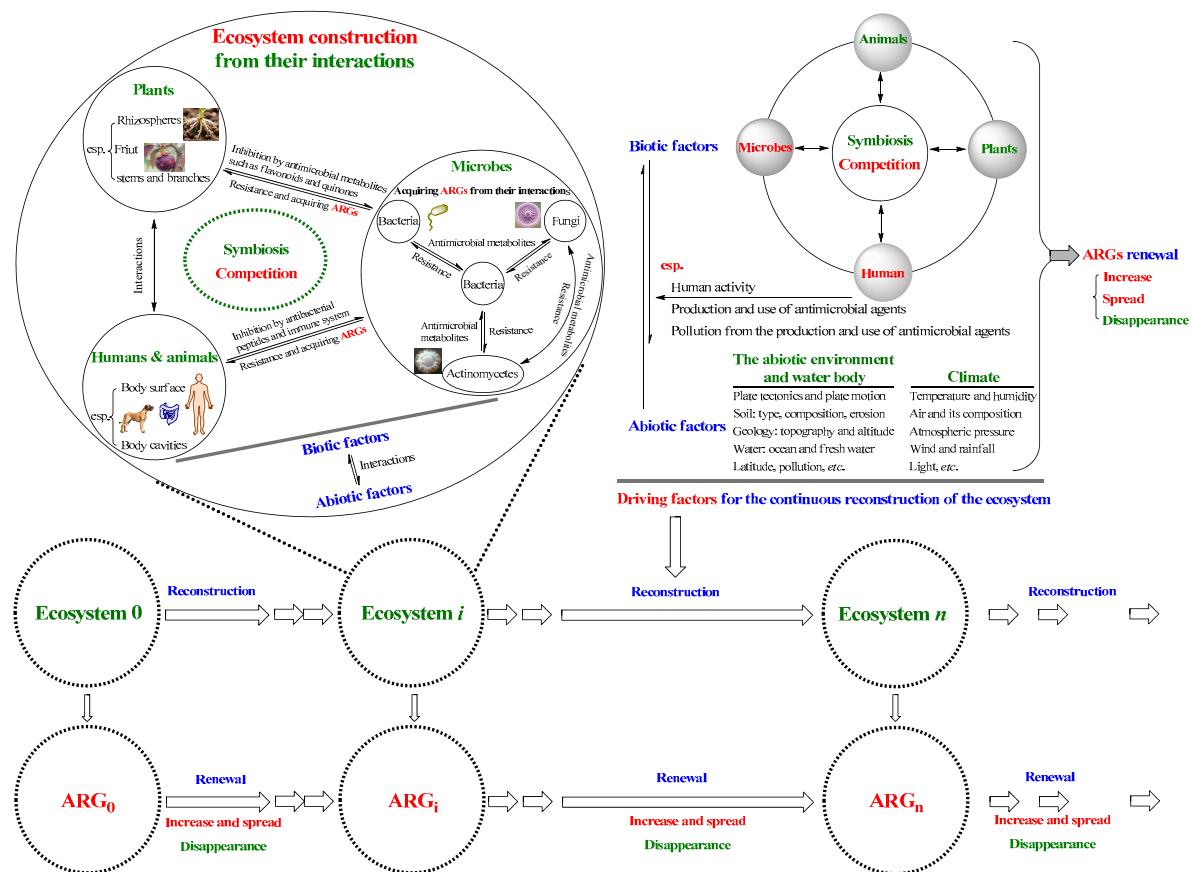 Ecosystem construction
from their interactions
Plants
Rhizospheres
esp.
Friut
stems and branches
Inhibition by antimicrobial metabolites
such as flavonoids and quinones
Resistance and acquiring ARGs
Microbes
Acquiring ARGs from their interactions
Bacteria
Fungi
Antimicrobial metabolites
Resistance
Resistance
Bacteria
Antimicrobial metabolities
Resistance
Antimicrobial
metabolites
Resistance
Actinomycetes
Interactions
Symbiosis
Competition
Inhibition by antibacterial
peptides and immune system
Resistance and acquiring ARGs
Humans & animals
Body surface
esp.
Body cavities
Biotic factors
Interactions
Abiotic factors
Animals
Microbes
Symbiosis
Competition
Plants
Human
Biotic factors
esp.
Human activity
Production and use of antimicrobial agents
Pollution from the production and use of antimicrobial agents
Abiotic factors
The abiotic environment
and water body
Plate tectonics and plate motion
Soil: type, composition, erosion
Geology: topography and altitude
Water: ocean and fresh water
Latitude, pollution, etc.
Climate
Temperature and humidity
Air and its composition
Atmospheric pressure
Wind and rainfall
Light, etc.
ARGs renewal
Increase
Spread
Disappearance
Driving factors for the continuous reconstruction of the ecosystem
Ecosystem 0
Reconstruction
Ecosystem i
Reconstruction
Ecosystem n
Reconstruction
ARG0
Renewal
Increase and spread
Disappearance
ARGi
Renewal
Increase and spread
Disappearance
ARGn
Renewal
Increase and spread
Disappearance